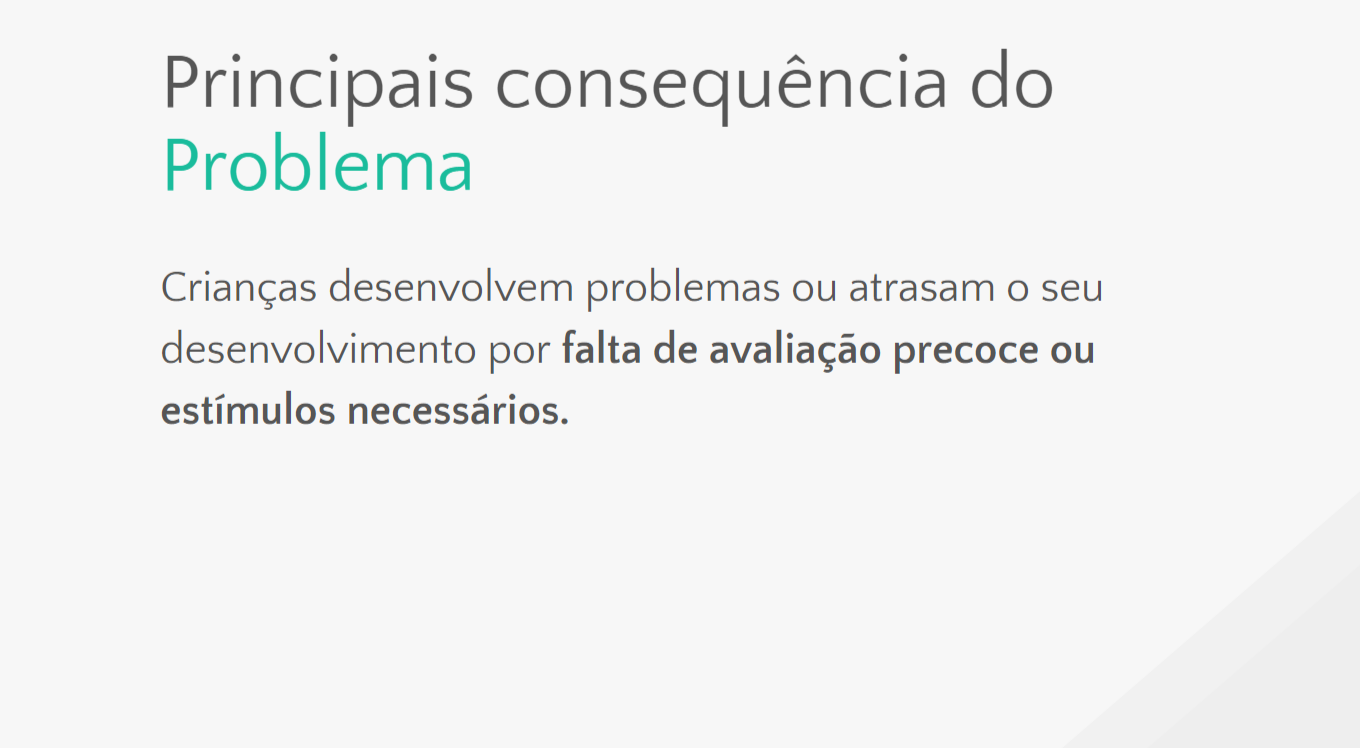 Principais consequência do
Problema
Crianças desenvolvem problemas ou atrasam o seu
desenvolvimento por falta de avaliação precoce ou
estímulos necessários.